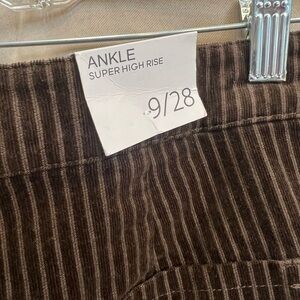 ANKLE
SUPER HIGH RISE
9/28